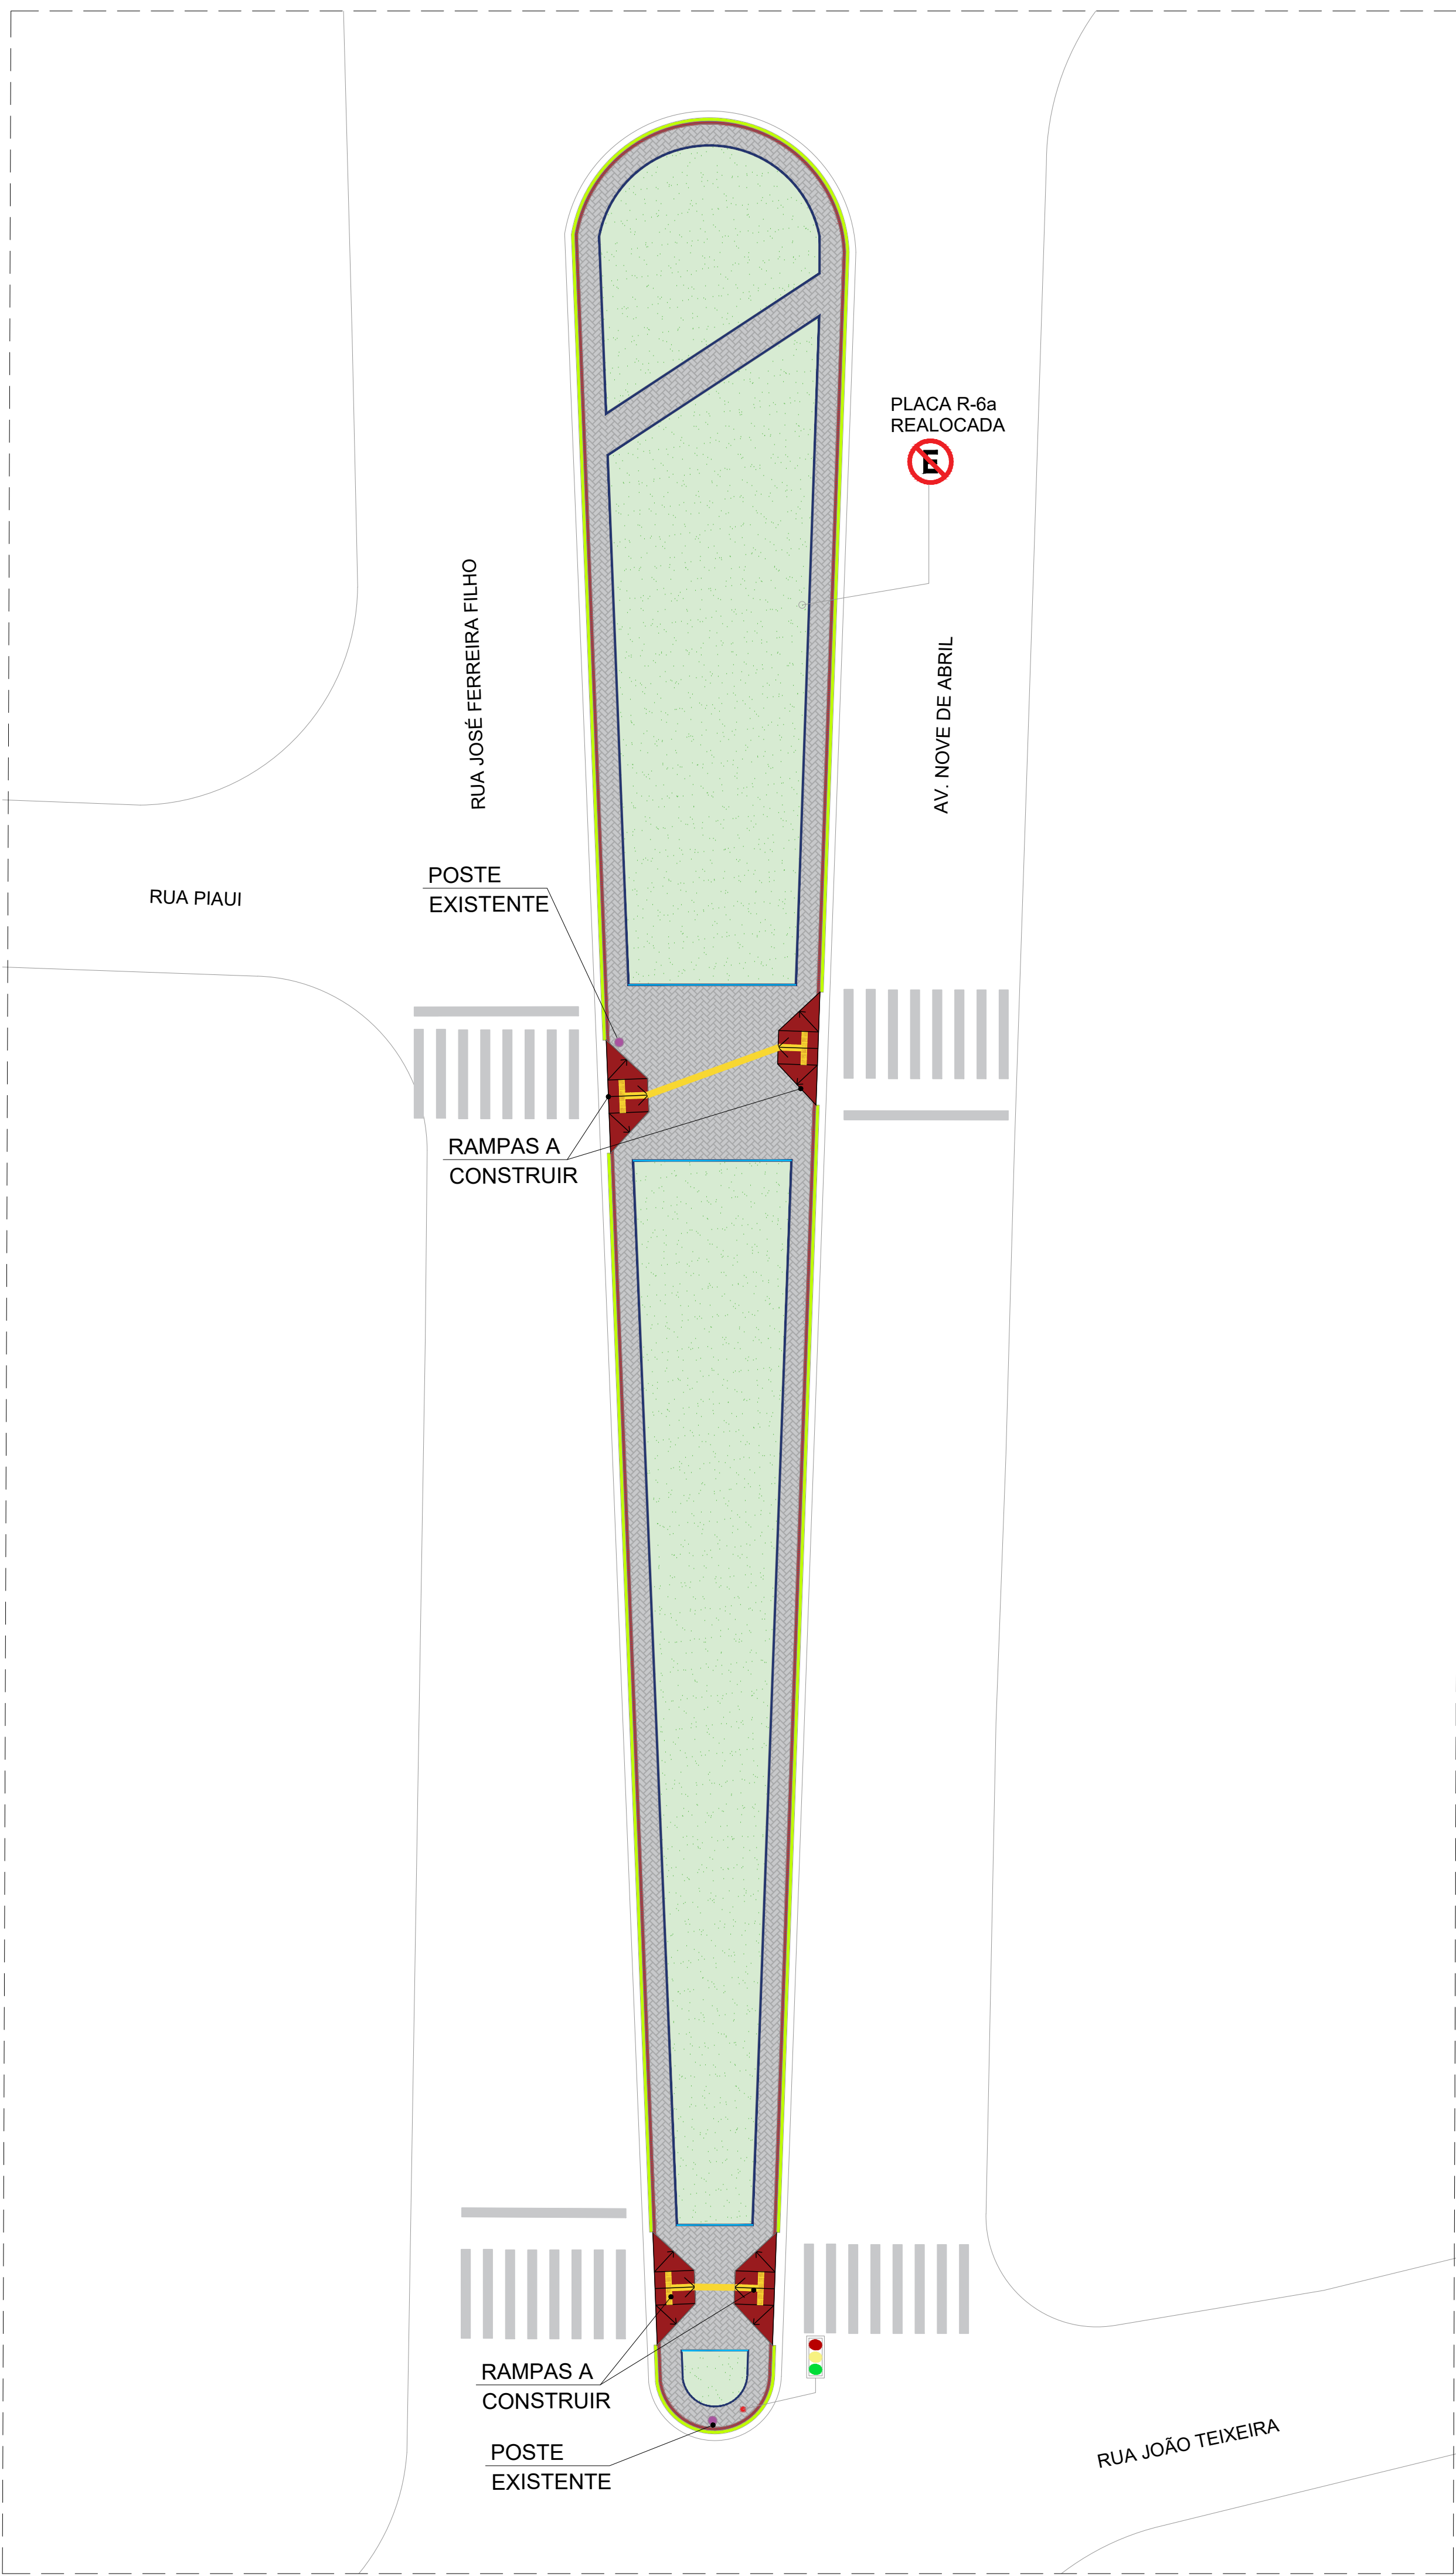 PLACA R-6a
REALOCADA
E
RUA JOSÉ FERREIRA FILHO
AV. NOVE DE ABRIL
POSTE
EXISTENTE
RUA PIAUI
RAMPAS A
CONSTRUIR
RAMPAS A
CONSTRUIR
RUA JOÃO TEIXEIRA
POSTE
EXISTENTE